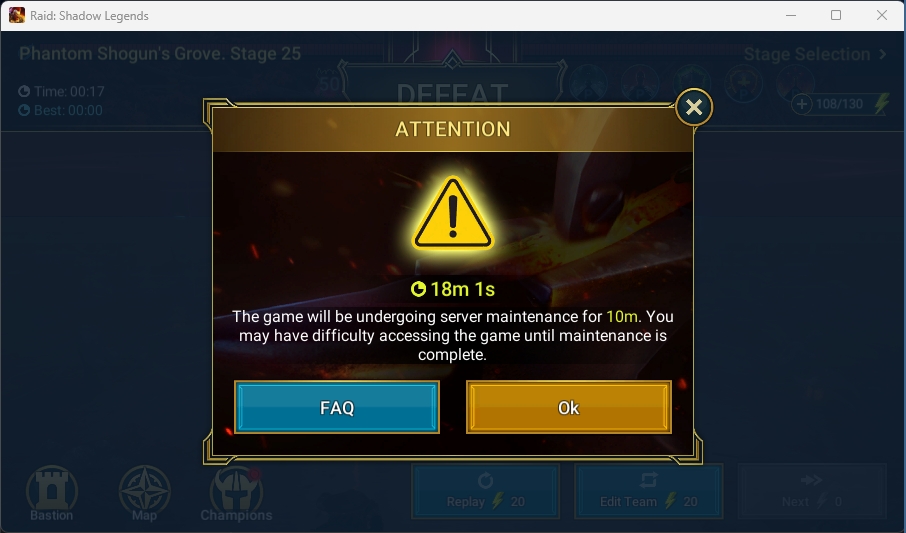 Raid: Shadow Legends
Phantom Shogun's Grove. Stage 25
Stage Selection
Time: 00:17
Best: 00:00
50
DEFEAT
108/130
ATTENTION
18m 1s
The game will be undergoing server maintenance for 10m. You
may have difficulty accessing the game until maintenance is
complete.
FAQ
Ok
Bastion
Map
Champions
Replay 20
Edit Team 20
Next 0